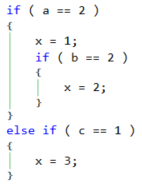 if ( a == 2 )
{
    x = 1;
    if ( b == 2 )
    {
        x = 2;
    }
}
else if ( c == 1 )
{
    x = 3;
}